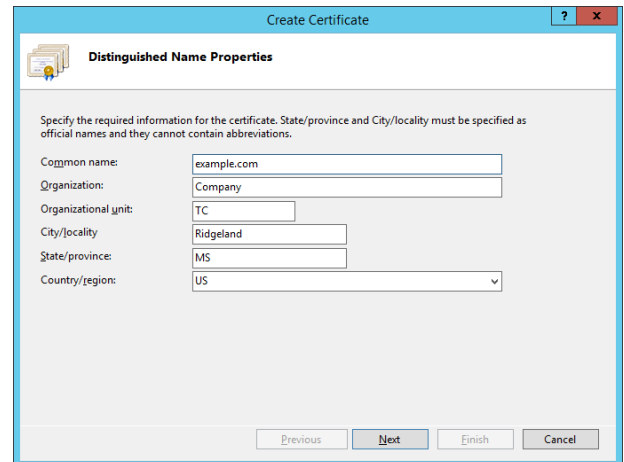 Create Certificate
? x
Distinguished Name Properties
Specify the required information for the certificate. State/province and City/locality must be specified as
official names and they cannot contain abbreviations.
Common name: example.com
Organization: Company
Organizational unit: TC
City/locality Ridgeland
State/province: MS
Country/region: US
Previous Next Finish Cancel